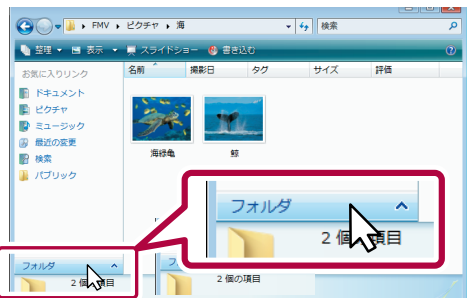 FMV ▸ ピクチャ ▸ 海
検索
整理 表示 スライドショー 書き込む
お気に入りリンク
名前 撮影日 タグ サイズ 評価
ドキュメント
ピクチャ
ミュージック
最近の変更
検索
パブリック
海緑亀 鯨
フォルダ
2 個 項目
フォルダ
2 個
フ
2 個の項目